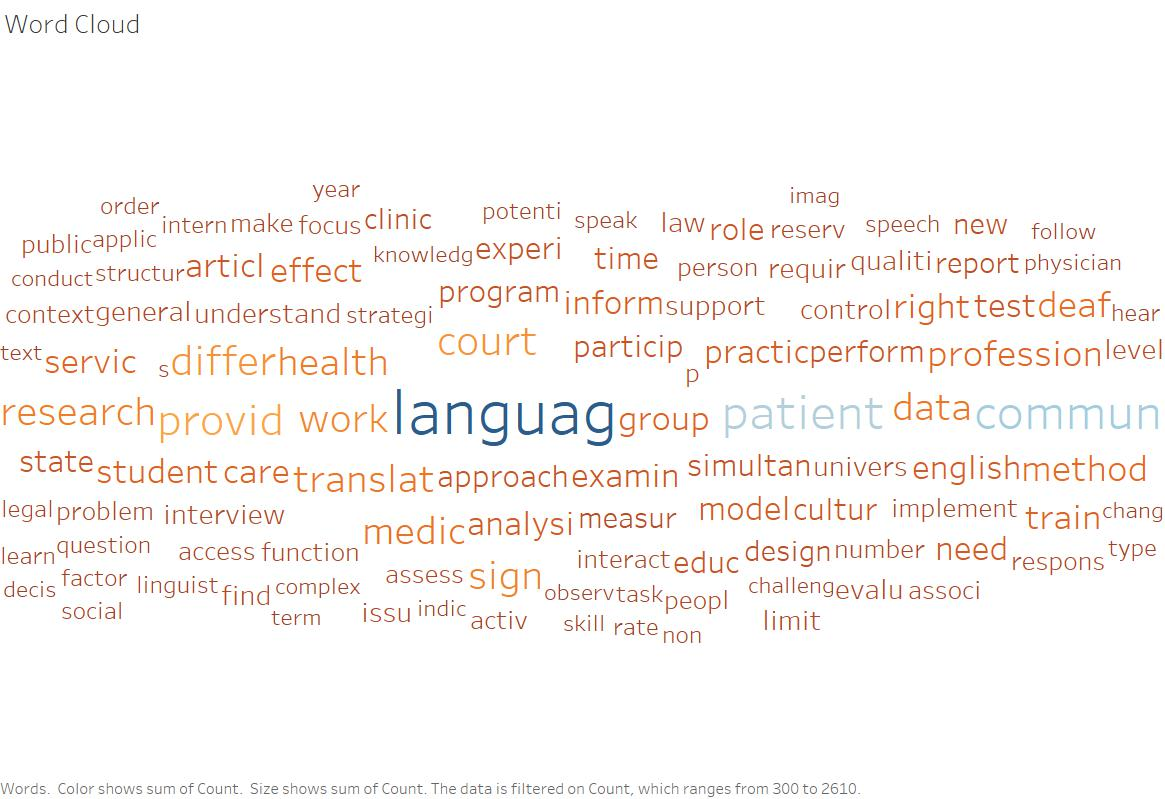 Word Cloud
year imag
order potenti
intern make focus clinic speak law role reserv speech new follow
public applic
knowledg experi time person requir qualiti report physician
conduct structur articl effect
program inform support control right test deaf hear
context general understand strategi
court particip practic perform profession level
text servic s differ health
p
research provid work languag group patient data commun
state student care translat approach examin simultan univers english method
legal problem interview medic analysi measur model cultur implement train chang
learn question access function interact educ design number need respons type
decis factor linguist find complex assess sign observ task peopl challeng evalu associ
social term issu indic activ skill rate non limit
Words. Color shows sum of Count. Size shows sum of Count. The data is filtered on Count, which ranges from 300 to 2610.